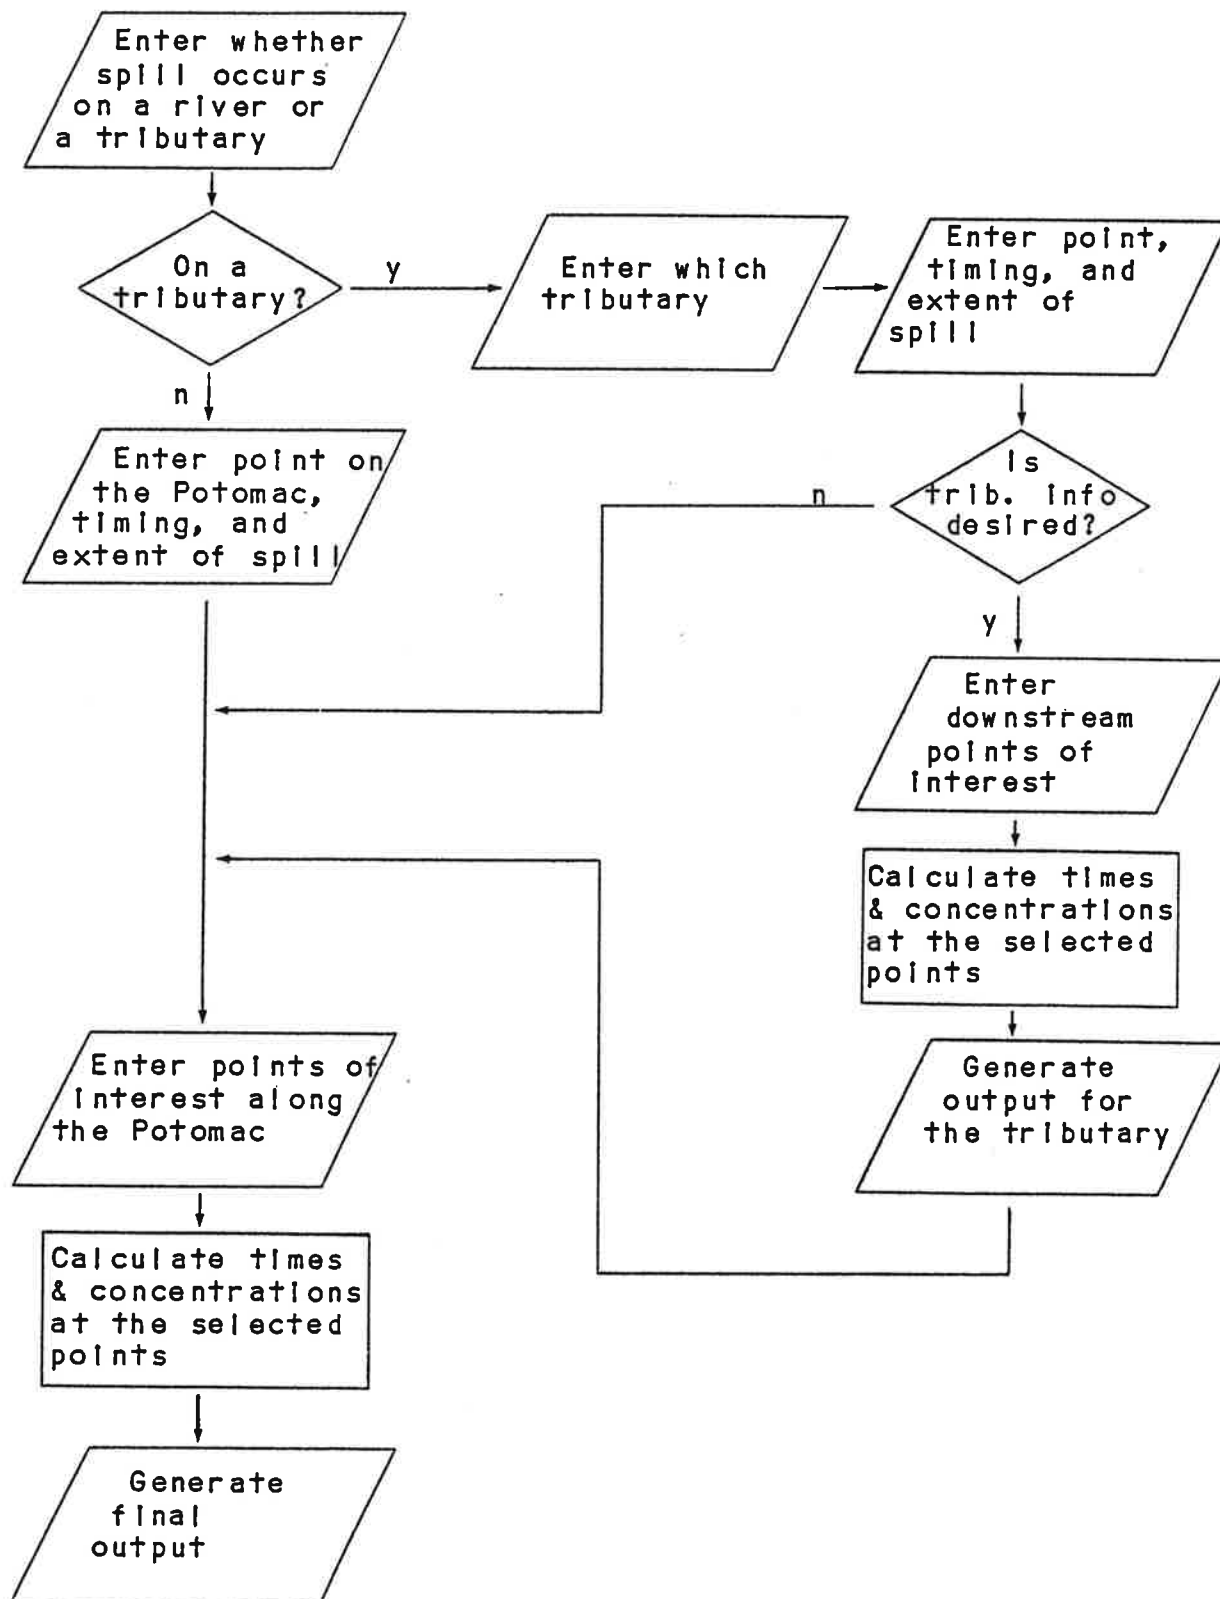 Enter whether
spill occurs
on a river or
a tributary
On a
tributary?
y
n
Enter which
tributary
Enter point,
timing, and
extent of
spill
Enter point on
the Potomac,
timing, and
extent of spill
Is
trib. info
desired?
n
y
Enter
downstream
points of
interest
Calculate times
& concentrations
at the selected
points
Generate
output for
the tributary
Enter points of
interest along
the Potomac
Calculate times
& concentrations
at the selected
points
Generate
final
output